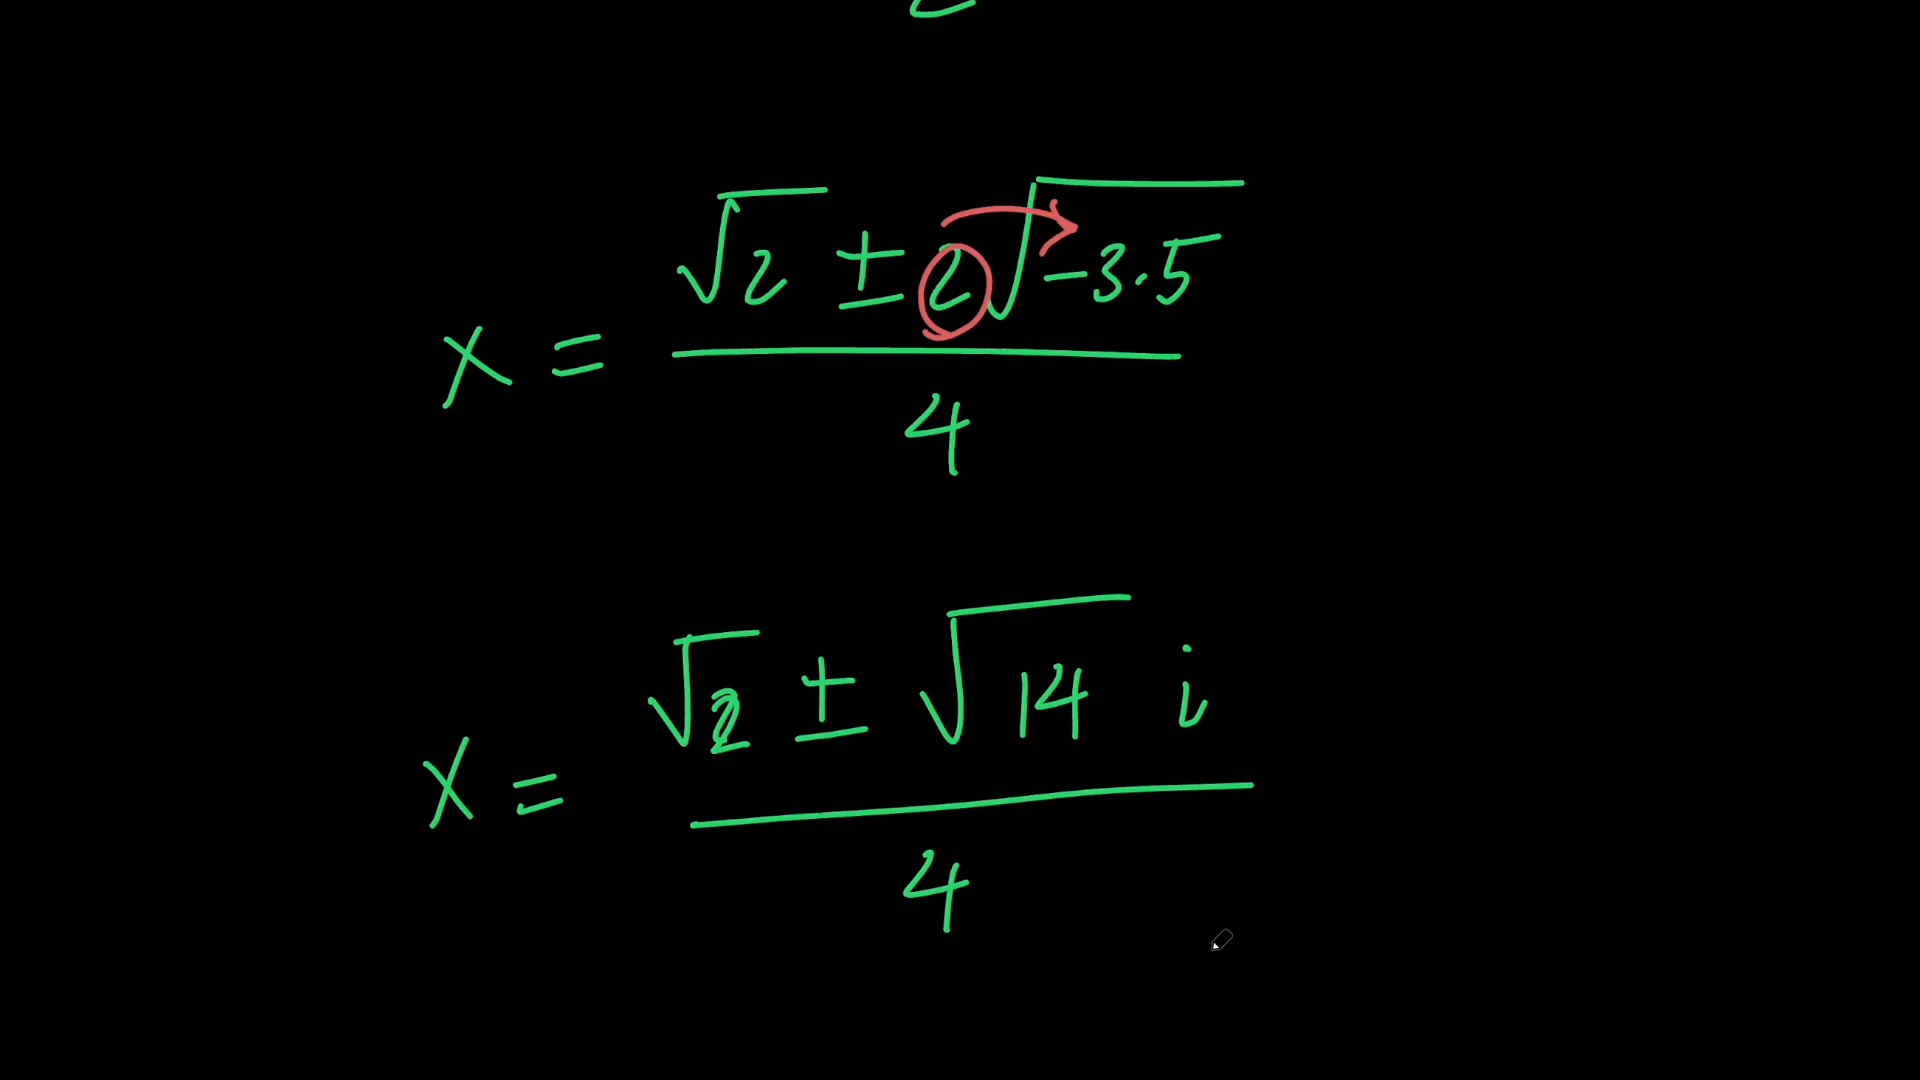 x = (√2 ± 2√-3.5) / 4
x = (√2 ± √14 i) / 4